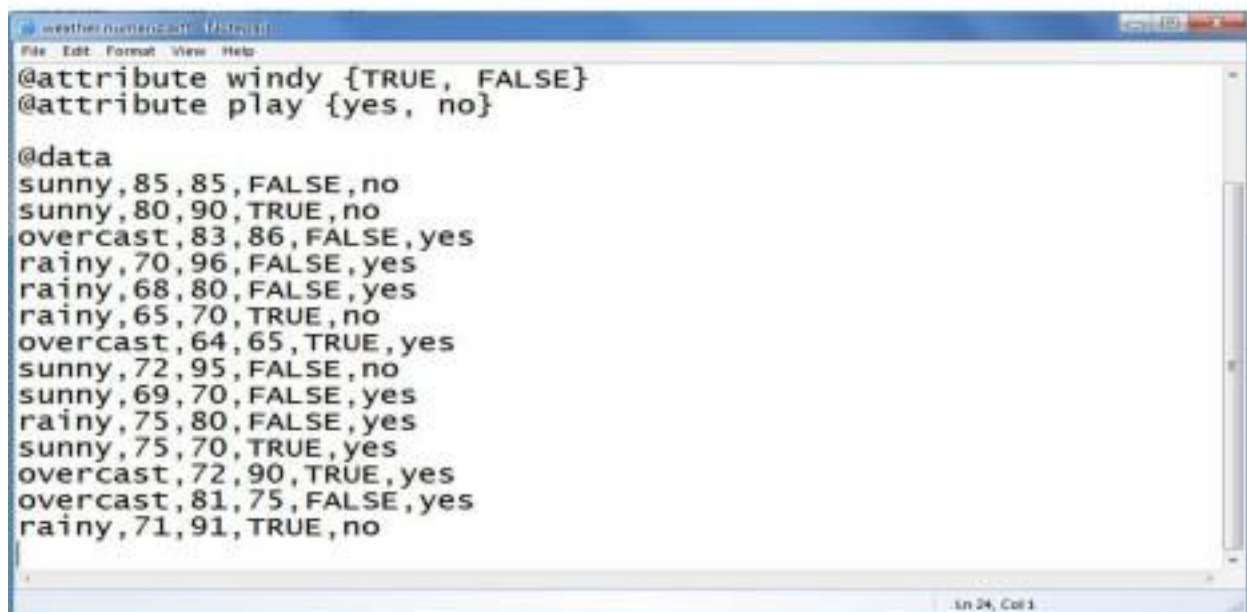 File Edit Format View Help
@attribute windy {TRUE, FALSE}
@attribute play {yes, no}
@data
sunny,85,85,FALSE,no
sunny,80,90,TRUE,no
overcast,83,86,FALSE,yes
rainy,70,96,FALSE,yes
rainy,68,80,FALSE,yes
rainy,65,70,TRUE,no
overcast,64,65,TRUE,yes
sunny,72,95,FALSE,no
sunny,69,70,FALSE,yes
rainy,75,80,FALSE,yes
sunny,75,70,TRUE,yes
overcast,72,90,TRUE,yes
overcast,81,75,FALSE,yes
rainy,71,91,TRUE,no
Ln 24, Col 1